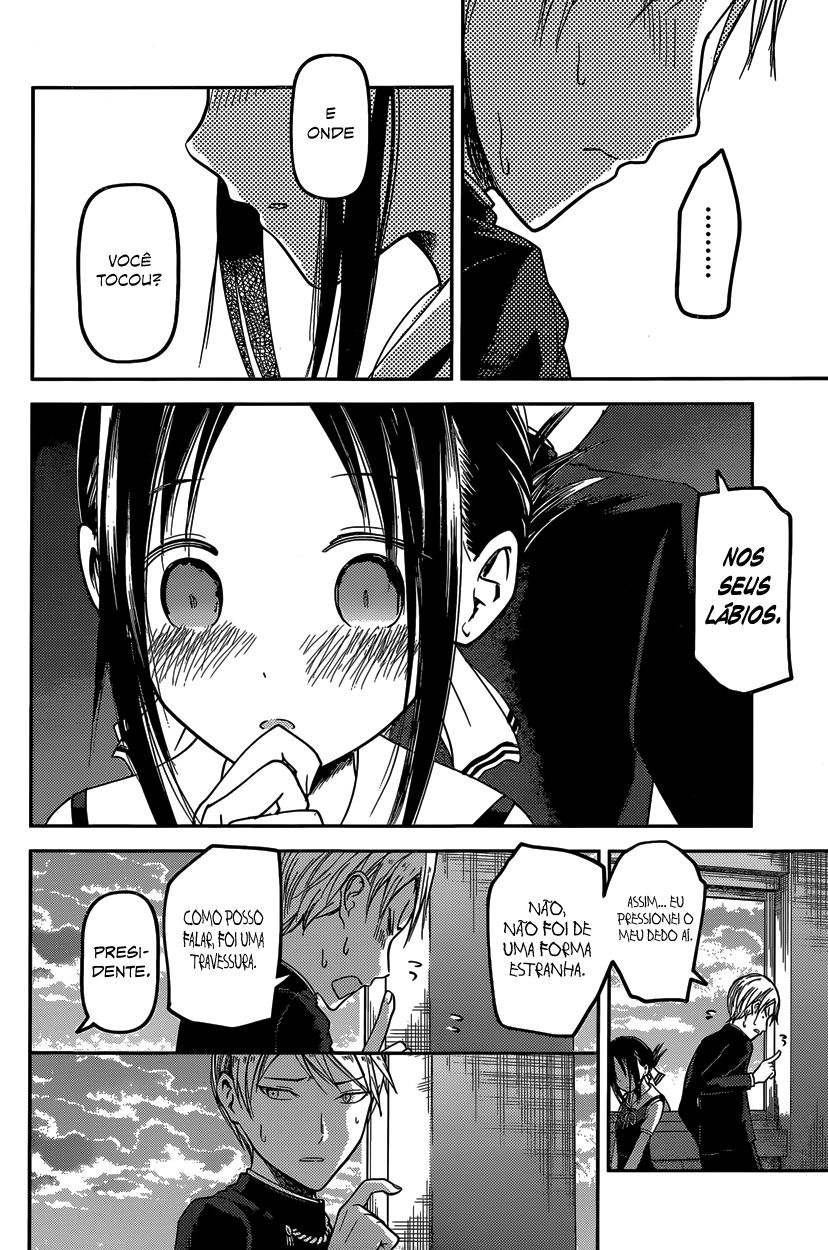 ........
E
ONDE
VOCÊ
TOCOU?
NOS
SEUS
LÁBIOS.
ASSIM... EU
PRESSIONEI O
MEU DEDO AÍ.
NÃO,
NÃO FOI DE
UMA FORMA
ESTRANHA.
COMO POSSO
FALAR, FOI UMA
TRAVESSURA.
PRESI-
DENTE.